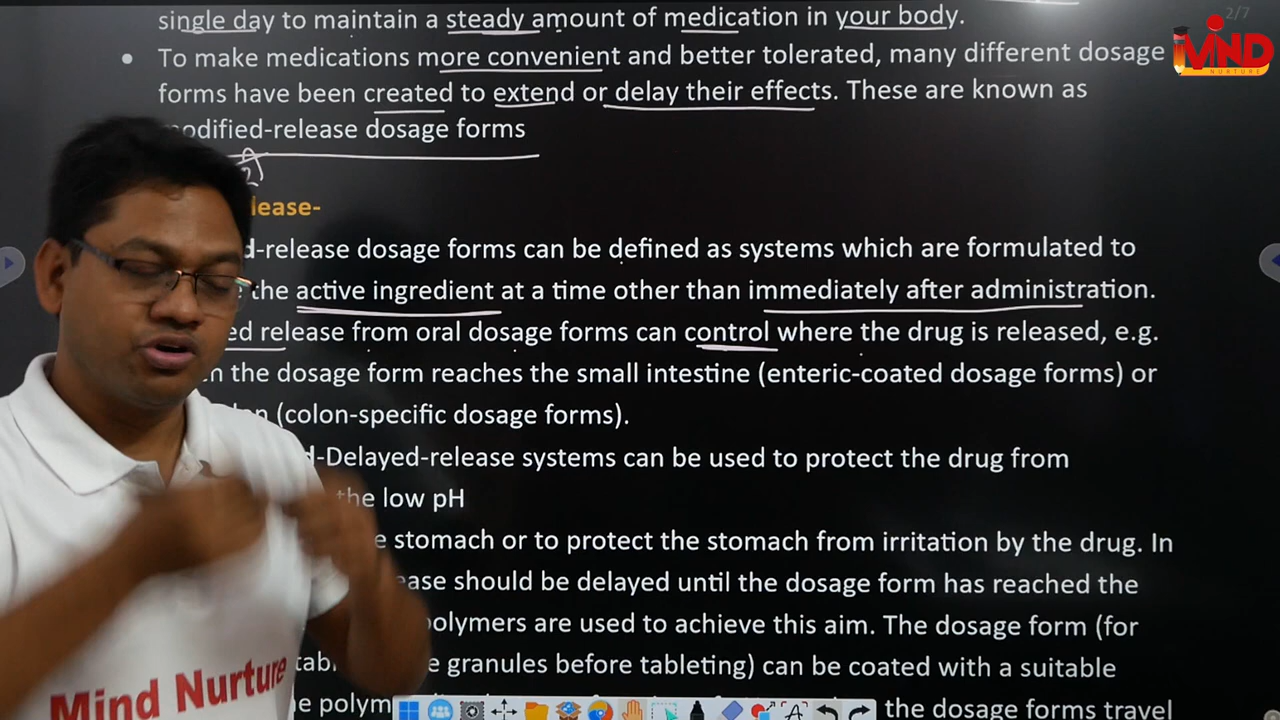 single day to maintain a steady amount of medication in your body.
2/7
MIND
NURTURE
• To make medications more convenient and better tolerated, many different dosage
forms have been created to extend or delay their effects. These are known as
modified-release dosage forms
2)
lease-
d-release dosage forms can be defined as systems which are formulated to
the active ingredient at a time other than immediately after administration.
ed release from oral dosage forms can control where the drug is released, e.g.
n the dosage form reaches the small intestine (enteric-coated dosage forms) or
(colon-specific dosage forms).
d-Delayed-release systems can be used to protect the drug from
the low pH
e stomach or to protect the stomach from irritation by the drug. In
ease should be delayed until the dosage form has reached the
polymers are used to achieve this aim. The dosage form (for
tabl e granules before tableting) can be coated with a suitable
e polym
the dosage forms travel
Mind Nurture